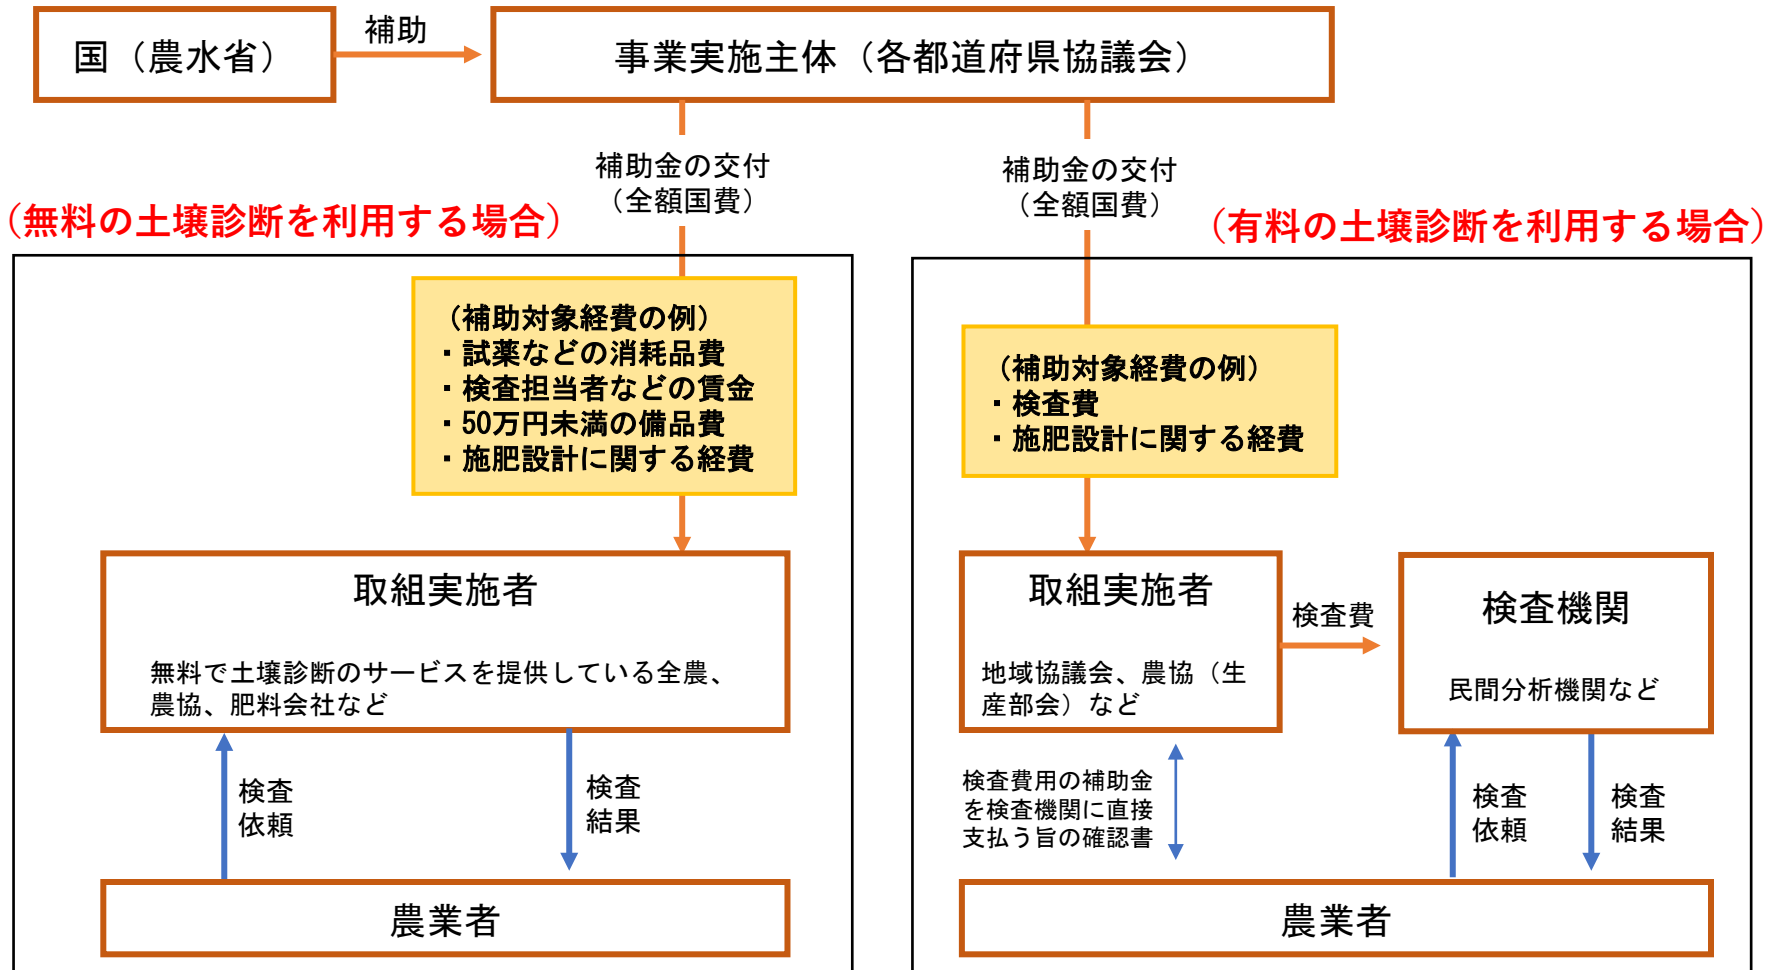 国（農水省）
補助
事業実施主体（各都道府県協議会）
補助金の交付
（全額国費）
補助金の交付
（全額国費）
（無料の土壌診断を利用する場合）
（補助対象経費の例）
・試薬などの消耗品費
・検査担当者などの賃金
・50万円未満の備品費
・施肥設計に関する経費
取組実施者
無料で土壌診断のサービスを提供している全農、
農協、肥料会社など
検査
依頼
検査
結果
農業者
（有料の土壌診断を利用する場合）
（補助対象経費の例）
・検査費
・施肥設計に関する経費
取組実施者
地域協議会、農協（生
産部会）など
検査費
検査機関
民間分析機関など
検査費用の補助金
を検査機関に直接
支払う旨の確認書
検査
依頼
検査
結果
農業者